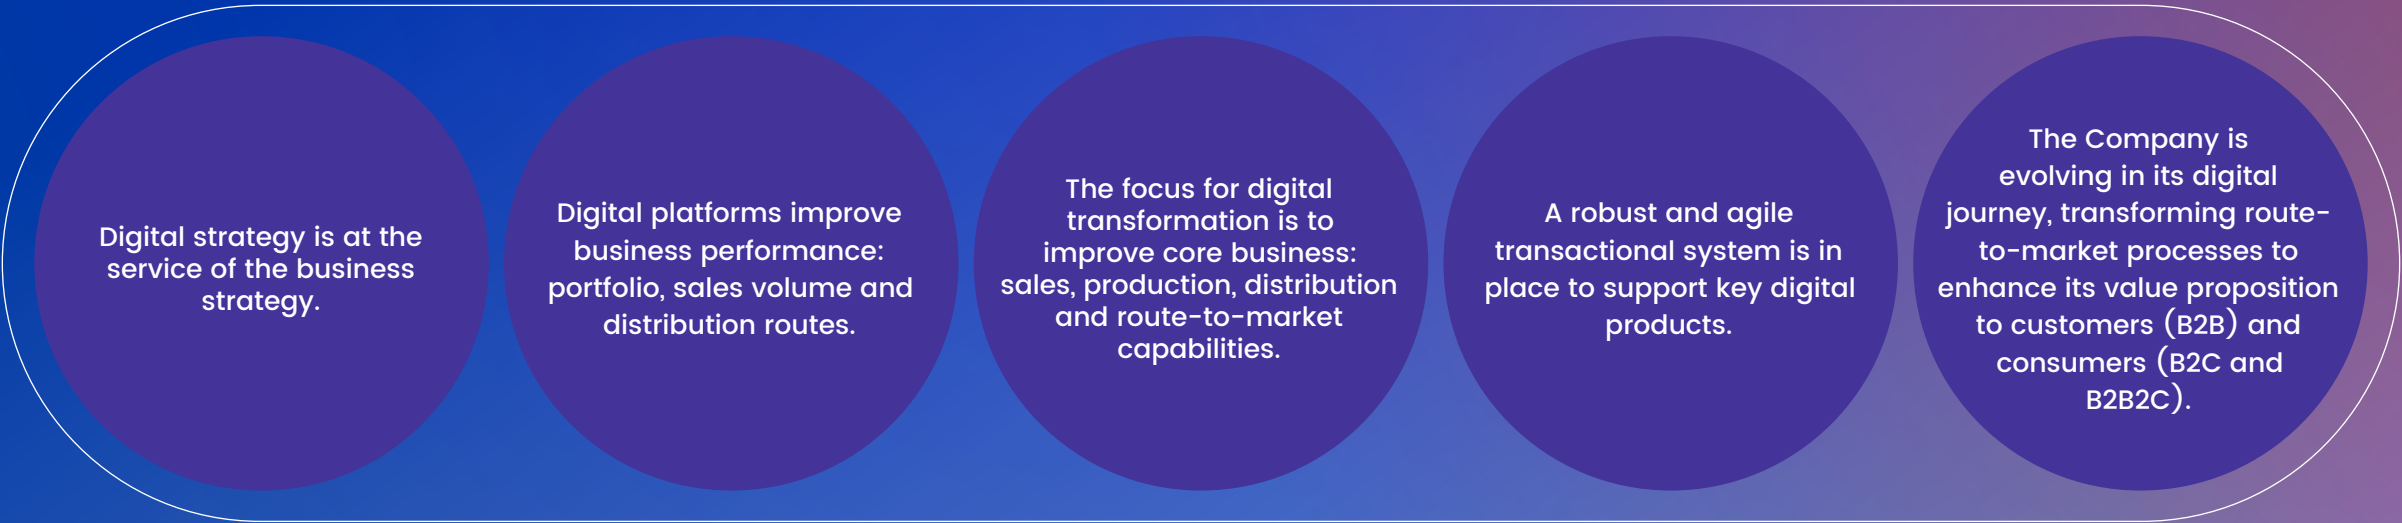 Digital strategy is at the
service of the business
strategy.
Digital platforms improve
business performance:
portfolio, sales volume and
distribution routes.
The focus for digital
transformation is to
improve core business:
sales, production, distribution
and route-to-market
capabilities.
A robust and agile
transactional system is in
place to support key digital
products.
The Company is
evolving in its digital
journey, transforming route-
to-market processes to
enhance its value proposition
to customers (B2B) and
consumers (B2C and
B2B2C).